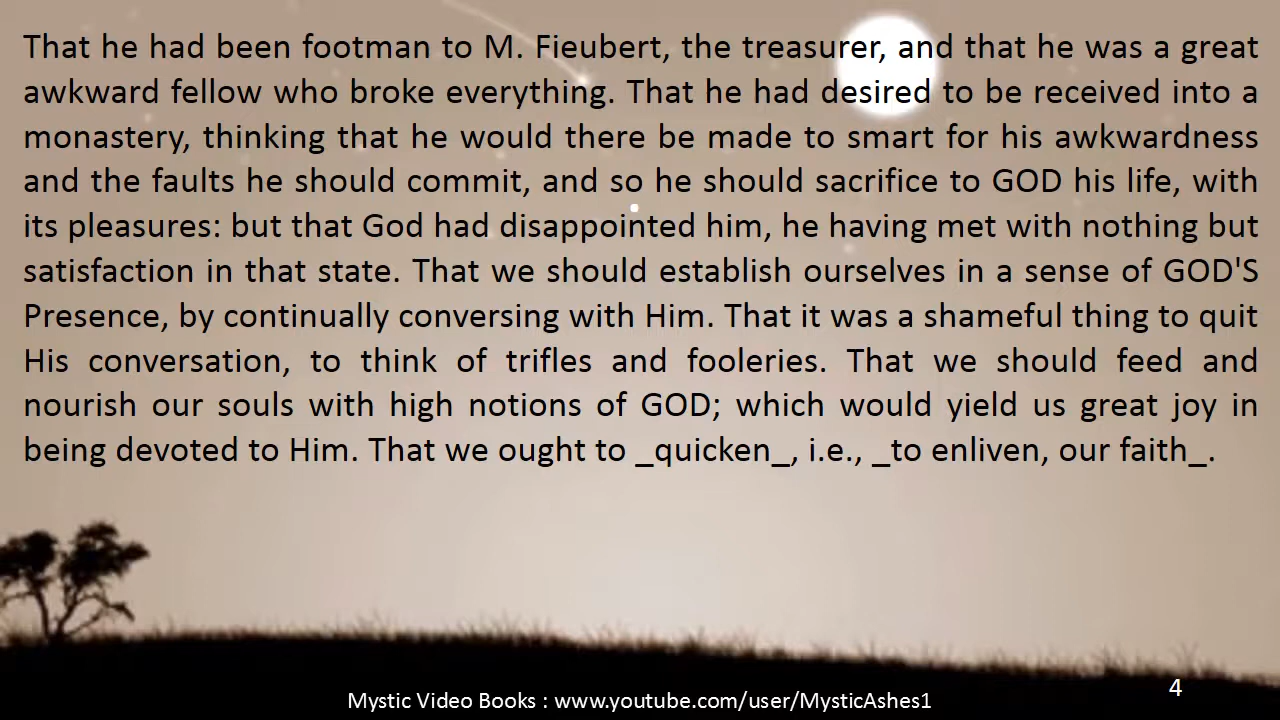 That he had been footman to M. Fieubert, the treasurer, and that he was a great
awkward fellow who broke everything. That he had desired to be received into a
monastery, thinking that he would there be made to smart for his awkwardness
and the faults he should commit, and so he should sacrifice to GOD his life, with
its pleasures: but that God had disappointed him, he having met with nothing but
satisfaction in that state. That we should establish ourselves in a sense of GOD'S
Presence, by continually conversing with Him. That it was a shameful thing to quit
His conversation, to think of trifles and fooleries. That we should feed and
nourish our souls with high notions of GOD; which would yield us great joy in
being devoted to Him. That we ought to _quicken_, i.e., _to enliven, our faith_.
4
Mystic Video Books : www.youtube.com/user/MysticAshes1